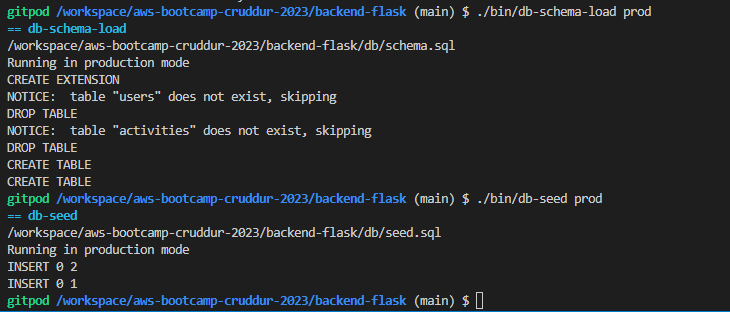 gitpod /workspace/aws-bootcamp-cruddur-2023/backend-flask (main) $ ./bin/db-schema-load prod
== db-schema-load
/workspace/aws-bootcamp-cruddur-2023/backend-flask/db/schema.sql
Running in production mode
CREATE EXTENSION
NOTICE:  table "users" does not exist, skipping
DROP TABLE
NOTICE:  table "activities" does not exist, skipping
DROP TABLE
CREATE TABLE
CREATE TABLE
gitpod /workspace/aws-bootcamp-cruddur-2023/backend-flask (main) $ ./bin/db-seed prod
== db-seed
/workspace/aws-bootcamp-cruddur-2023/backend-flask/db/seed.sql
Running in production mode
INSERT 0 2
INSERT 0 1
gitpod /workspace/aws-bootcamp-cruddur-2023/backend-flask (main) $